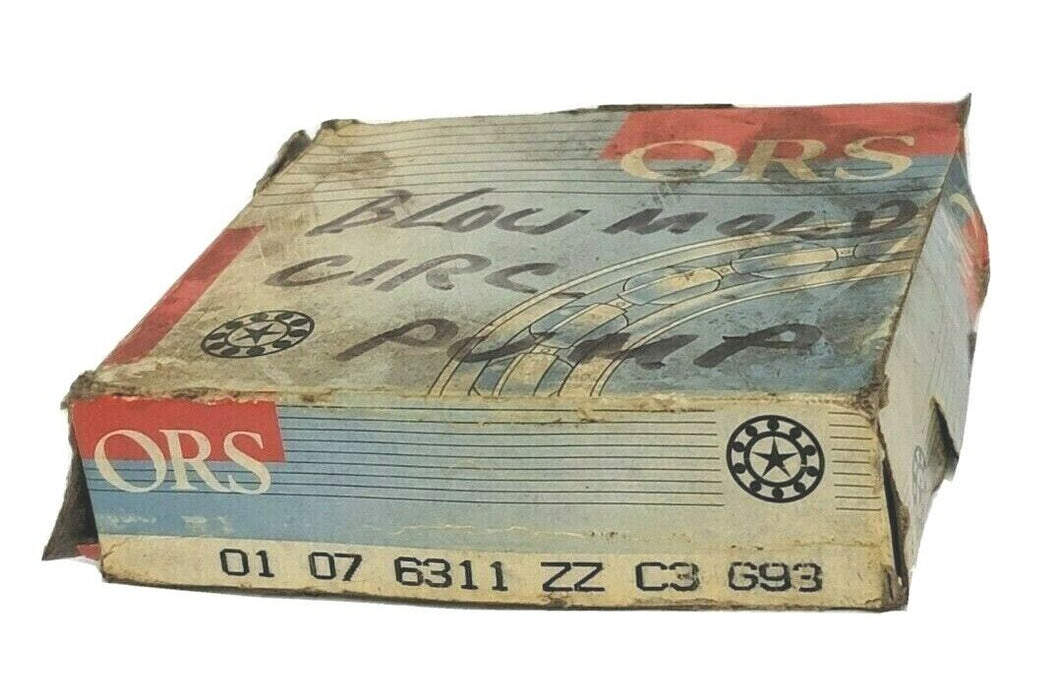 ORS
BLOW MOLD
CIRC.
PUMP
ORS
01 07 6311 ZZ C3 G93